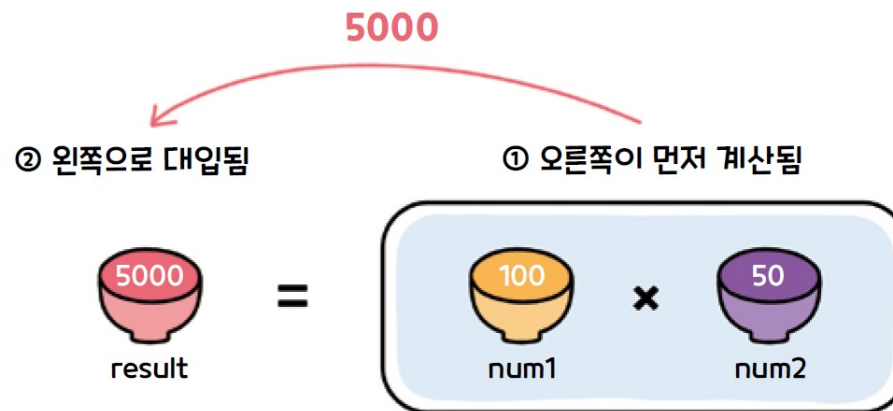 5000
② 왼쪽으로 대입됨
① 오른쪽이 먼저 계산됨
5000 = 100 × 50
result num1 num2